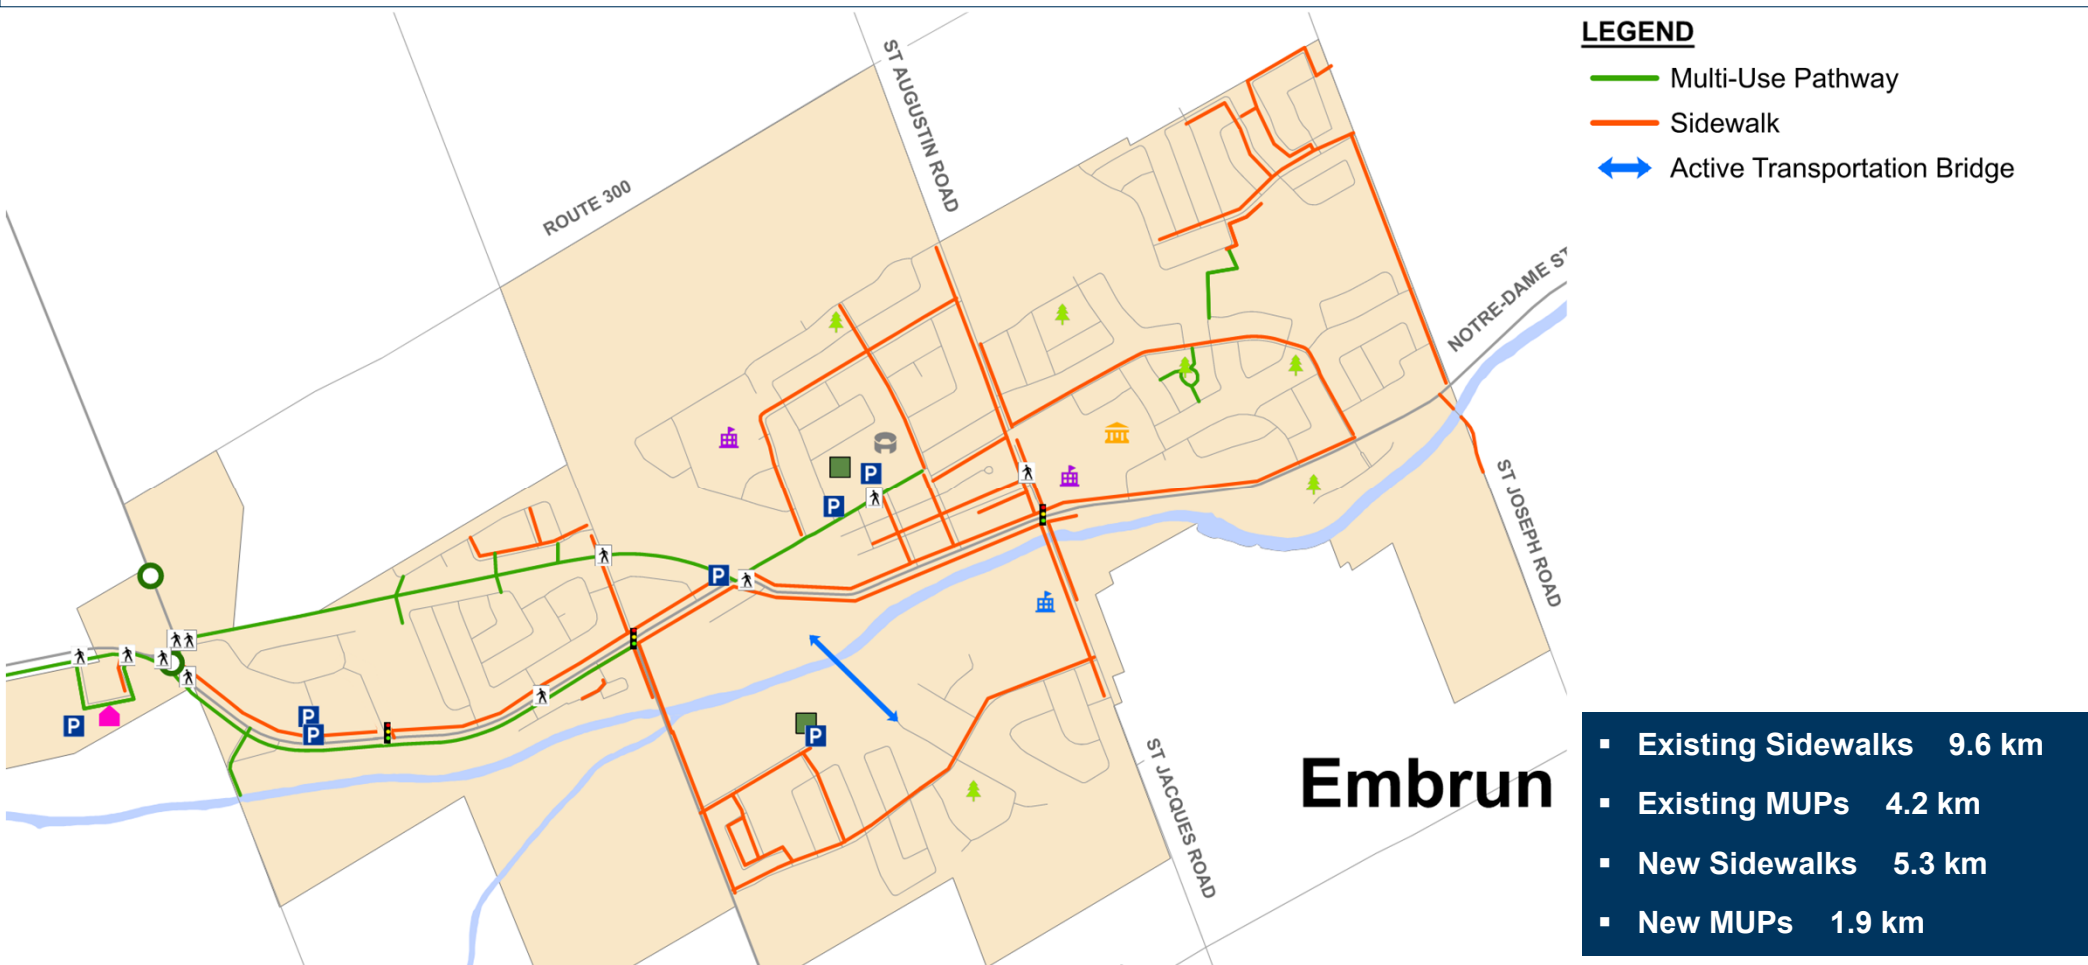 LEGEND
Multi-Use Pathway
Sidewalk
Active Transportation Bridge
ROUTE 300
ST AUGUSTIN ROAD
NOTRE-DAME ST
ST JOSEPH ROAD
ST JACQUES ROAD
P
P
P
P
P
P
P
Embrun
▪ Existing Sidewalks 9.6 km
▪ Existing MUPs 4.2 km
▪ New Sidewalks 5.3 km
▪ New MUPs 1.9 km